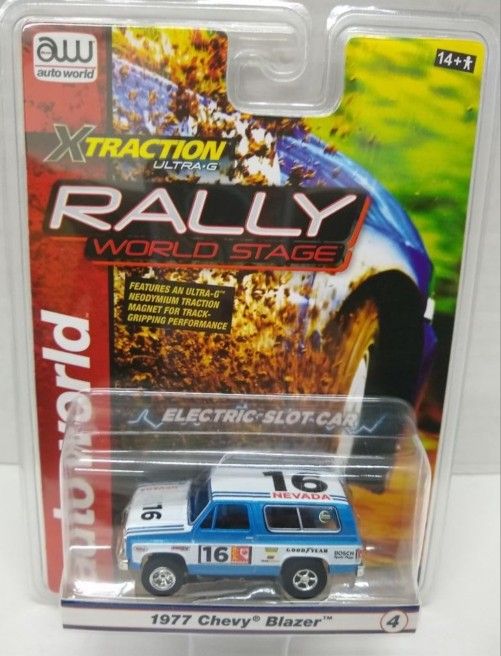 aw
auto world
14+
XTRACTION
ULTRA•G
RALLY
WORLD STAGE
FEATURES AN ULTRA-G™
NEODYMIUM TRACTION
MAGNET FOR TRACK-
GRIPPING PERFORMANCE
auto world
ELECTRIC•SLOT•CAR
16
NEVADA
16
16
GOODYEAR
BOSCH
1977 Chevy® Blazer™
4